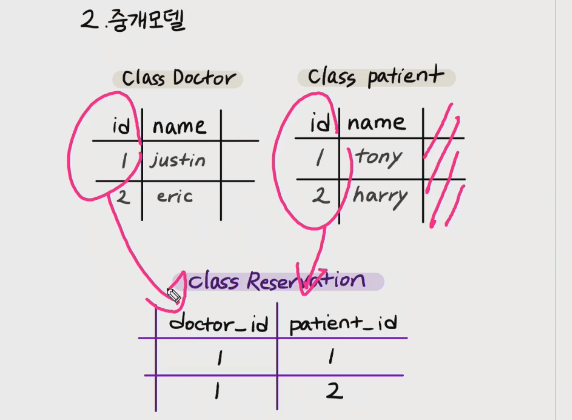 2. 중개모델
Class Doctor
id name
1 justin
2 eric
Class patient
id name
1 tony
2 harry
class Reservation
doctor_id patient_id
1 1
1 2